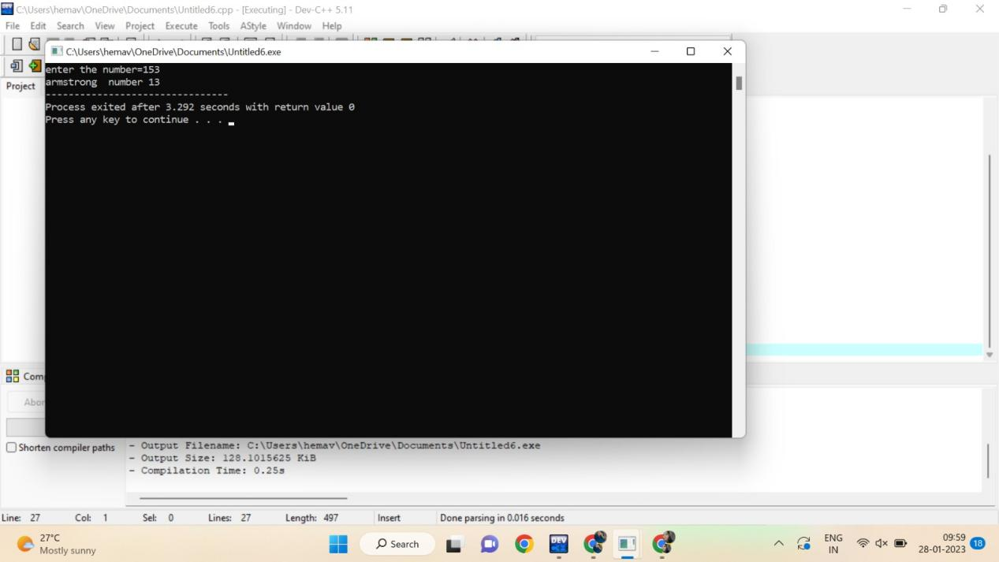 C:\Users\hemav\OneDrive\Documents\Untitled6.cpp - [Executing] - Dev-C++ 5.11
File Edit Search View Project Execute Tools AStyle Window Help
C:\Users\hemav\OneDrive\Documents\Untitled6.exe
enter the number=153
Project
armstrong  number 13
--------------------------------
Process exited after 3.292 seconds with return value 0
Press any key to continue . . .
Shorten compiler paths
- Output Filename: C:\Users\hemav\OneDrive\Documents\Untitled6.exe
- Output Size: 128.1015625 KiB
- Compilation Time: 0.25s
Line: 27 Col: 1 Sel: 0 Lines: 27 Length: 497 Insert Done parsing in 0.016 seconds
27°C
Mostly sunny
Search
DEV
ENG
IN
09:59
28-01-2023
18